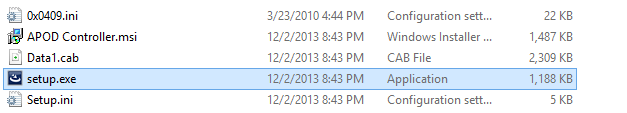 0x0409.ini 3/23/2010 4:44 PM Configuration sett... 22 KB
APOD Controller.msi 12/2/2013 8:43 PM Windows Installer ... 1,487 KB
Data1.cab 12/2/2013 8:43 PM CAB File 2,309 KB
setup.exe 12/2/2013 8:43 PM Application 1,188 KB
Setup.ini 12/2/2013 8:43 PM Configuration sett... 5 KB